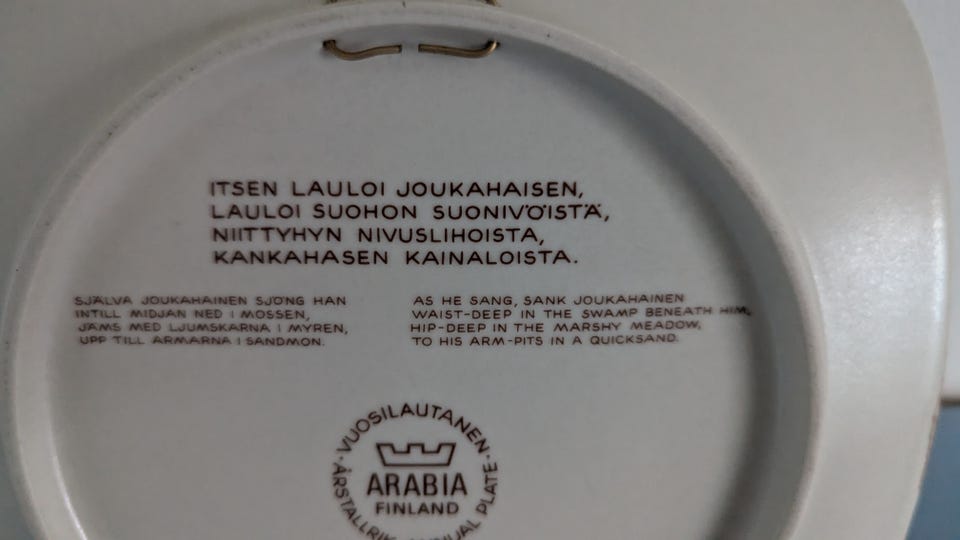 ITSEN LAULOI JOUKAHAISEN,
LAULOI SUOHON SUONIVÖISTÄ,
NIITTYHYN NIVUSLIHOISTA,
KANKAHASEN KAINALOISTA.
SJÄLVA JOUKAHAINEN SJÖNG HAN
INTILL MIDJAN NED I MOSSEN,
JÄMS MED LJUMSKARNA I MYREN,
UPP TILL ARMARNA I SANDMON.
AS HE SANG, SANK JOUKAHAINEN
WAIST-DEEP IN THE SWAMP BENEATH HIM,
HIP-DEEP IN THE MARSHY MEADOW,
TO HIS ARM-PITS IN A QUICKSAND.
· VUOSILAUTANEN ·
ARABIA
FINLAND
PLATE